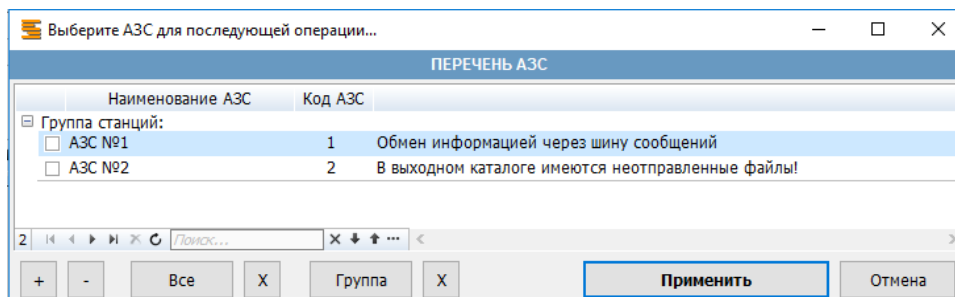 Выберите АЗС для последующей операции...
ПЕРЕЧЕНЬ АЗС
Наименование АЗС Код АЗС
Группа станций:
АЗС №1 1 Обмен информацией через шину сообщений
АЗС №2 2 В выходном каталоге имеются неотправленные файлы!
2 Поиск... X ...
+ - Все X Группа X Применить Отмена